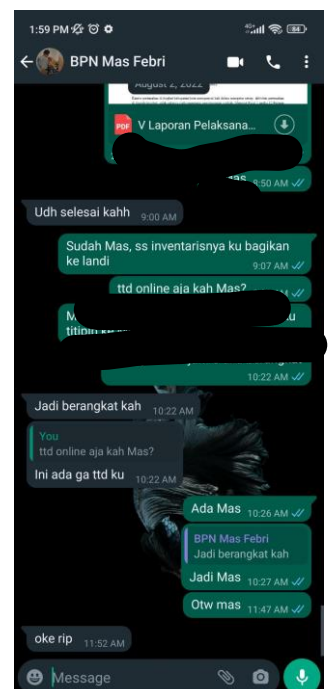 1:59 PM
84
BPN Mas Febri
August 2, 2022
PDF V Laporan Pelaksana...
8:50 AM
Udh selesai kahh 9:00 AM
Sudah Mas, ss inventarisnya ku bagikan
ke landi
9:07 AM
ttd online aja kah Mas?
AM
titipin
10:22 AM
Jadi berangkat kah 10:22 AM
You
ttd online aja kah Mas?
Ini ada ga ttd ku 10:22 AM
Ada Mas 10:26 AM
BPN Mas Febri
Jadi berangkat kah
Jadi Mas 10:27 AM
Otw mas 11:47 AM
oke rip 11:52 AM
Message